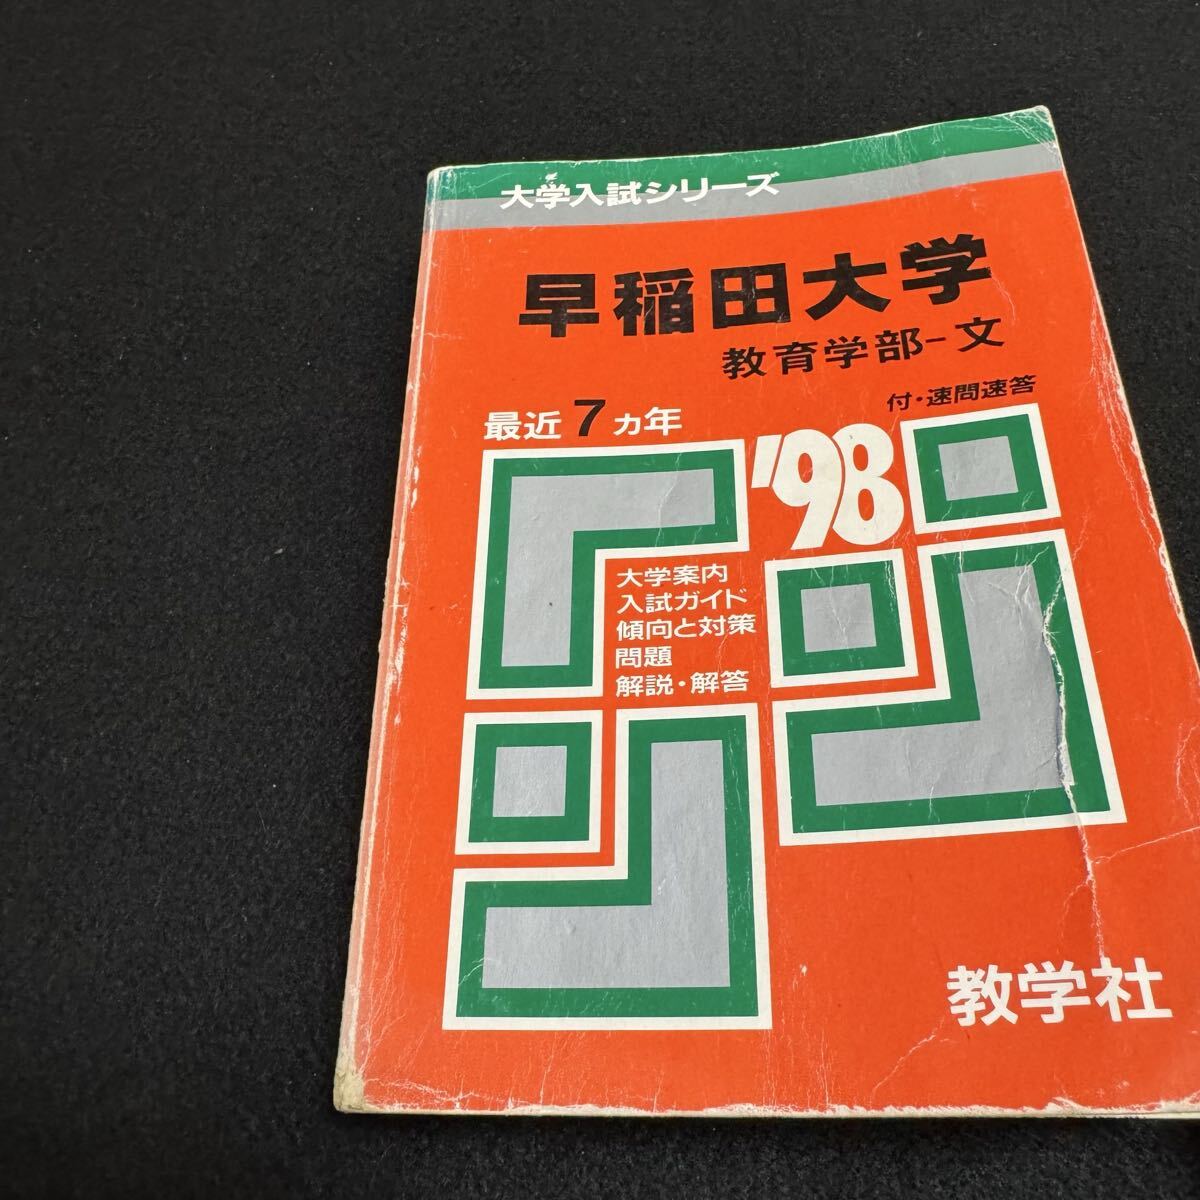 大学入試シリーズ
早稲田大学
教育学部-文
付・速問速答
最近7ヵ年
'98
大学案内
入試ガイド
傾向と対策
問題
解説・解答
教学社